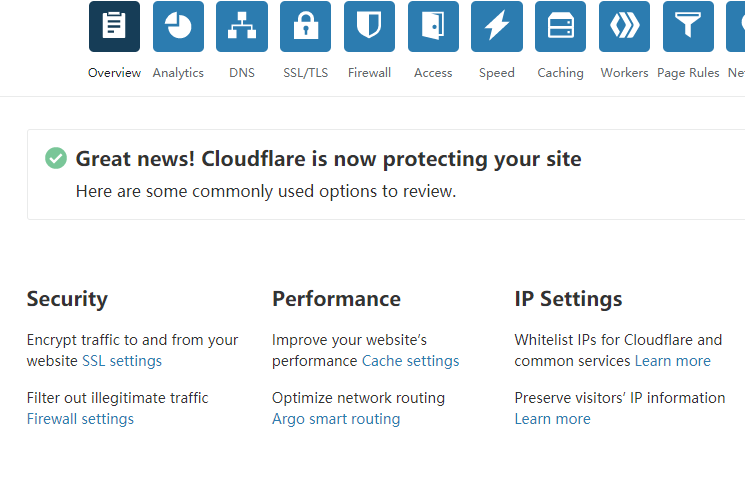 Overview Analytics DNS SSL/TLS Firewall Access Speed Caching Workers Page Rules
Great news! Cloudflare is now protecting your site
Here are some commonly used options to review.
Security
Encrypt traffic to and from your
website SSL settings
Filter out illegitimate traffic
Firewall settings
Performance
Improve your website’s
performance Cache settings
Optimize network routing
Argo smart routing
IP Settings
Whitelist IPs for Cloudflare and
common services Learn more
Preserve visitors’ IP information
Learn more